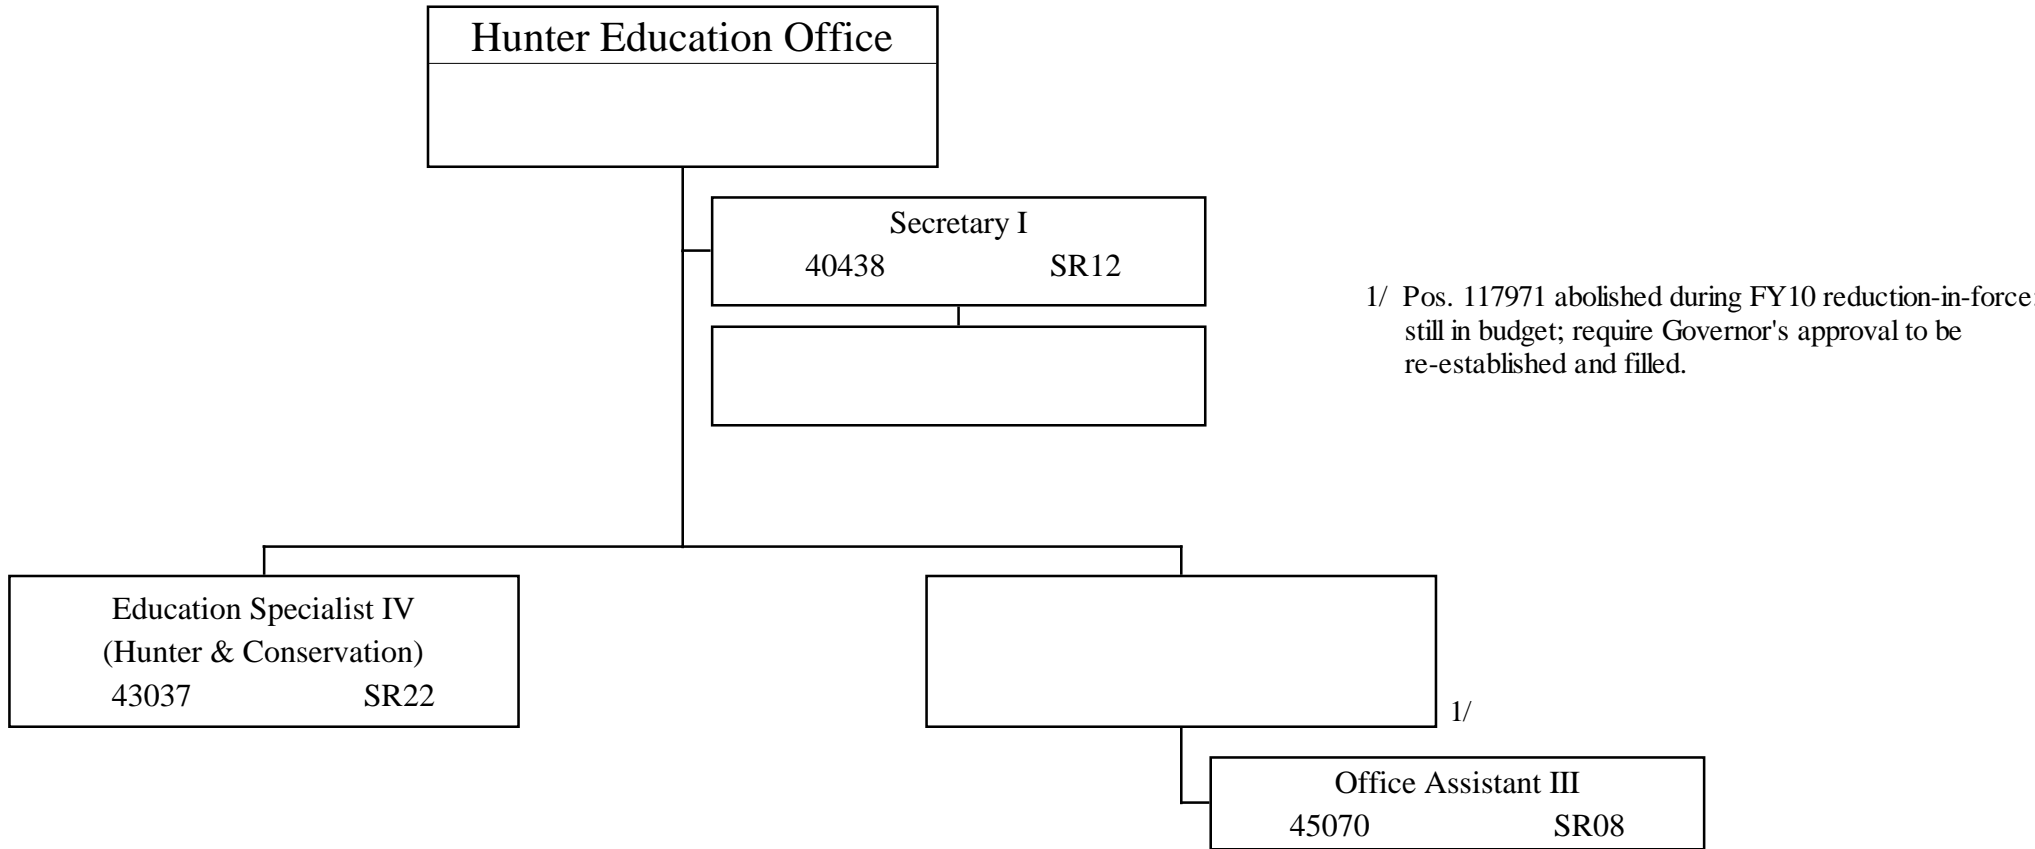 Hunter Education Office
Secretary I
40438 SR12
1/ Pos. 117971 abolished during FY10 reduction-in-force;
still in budget; require Governor's approval to be
re-established and filled.
Education Specialist IV
(Hunter & Conservation)
43037 SR22
1/
Office Assistant III
45070 SR08